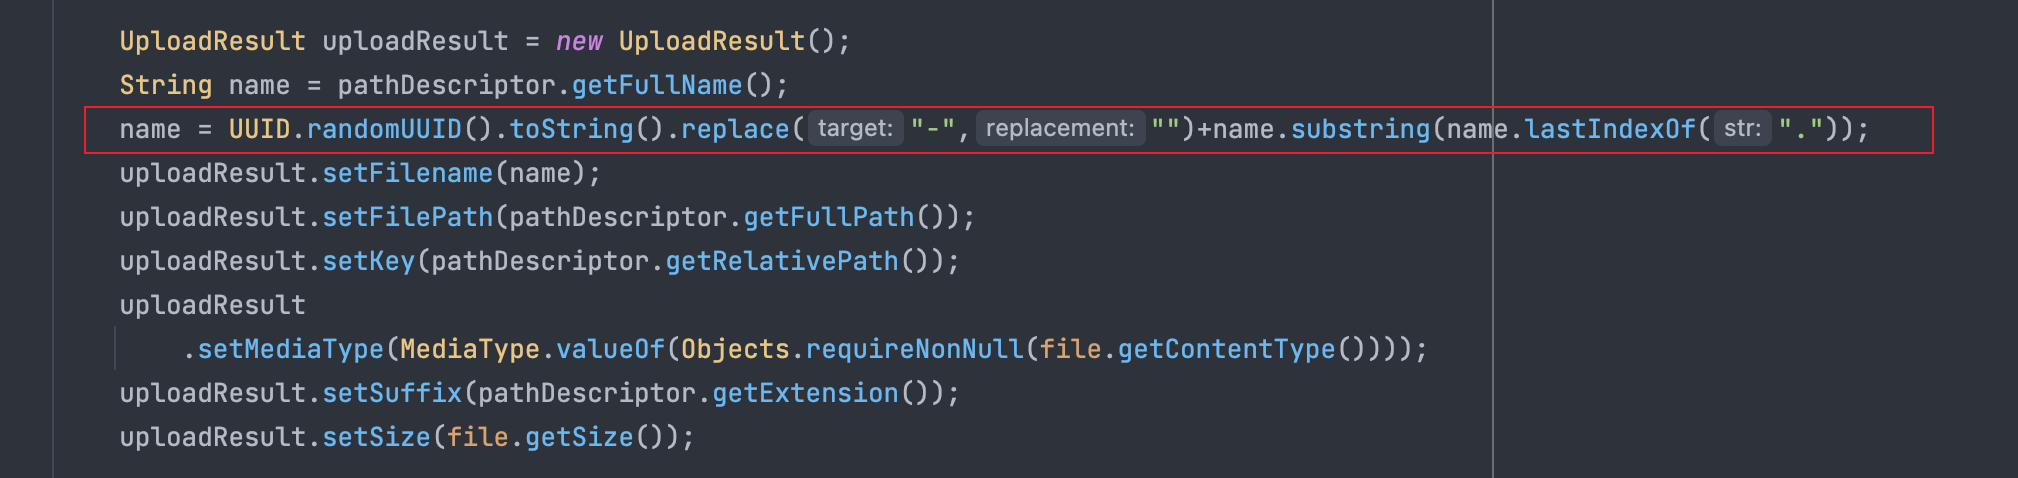 UploadResult uploadResult = new UploadResult();
String name = pathDescriptor.getFullName();
name = UUID.randomUUID().toString().replace( target: "-", replacement: "")+name.substring(name.lastIndexOf( str: "."));
uploadResult.setFilename(name);
uploadResult.setFilePath(pathDescriptor.getFullPath());
uploadResult.setKey(pathDescriptor.getRelativePath());
uploadResult
    .setMediaType(MediaType.valueOf(Objects.requireNonNull(file.getContentType())));
uploadResult.setSuffix(pathDescriptor.getExtension());
uploadResult.setSize(file.getSize());